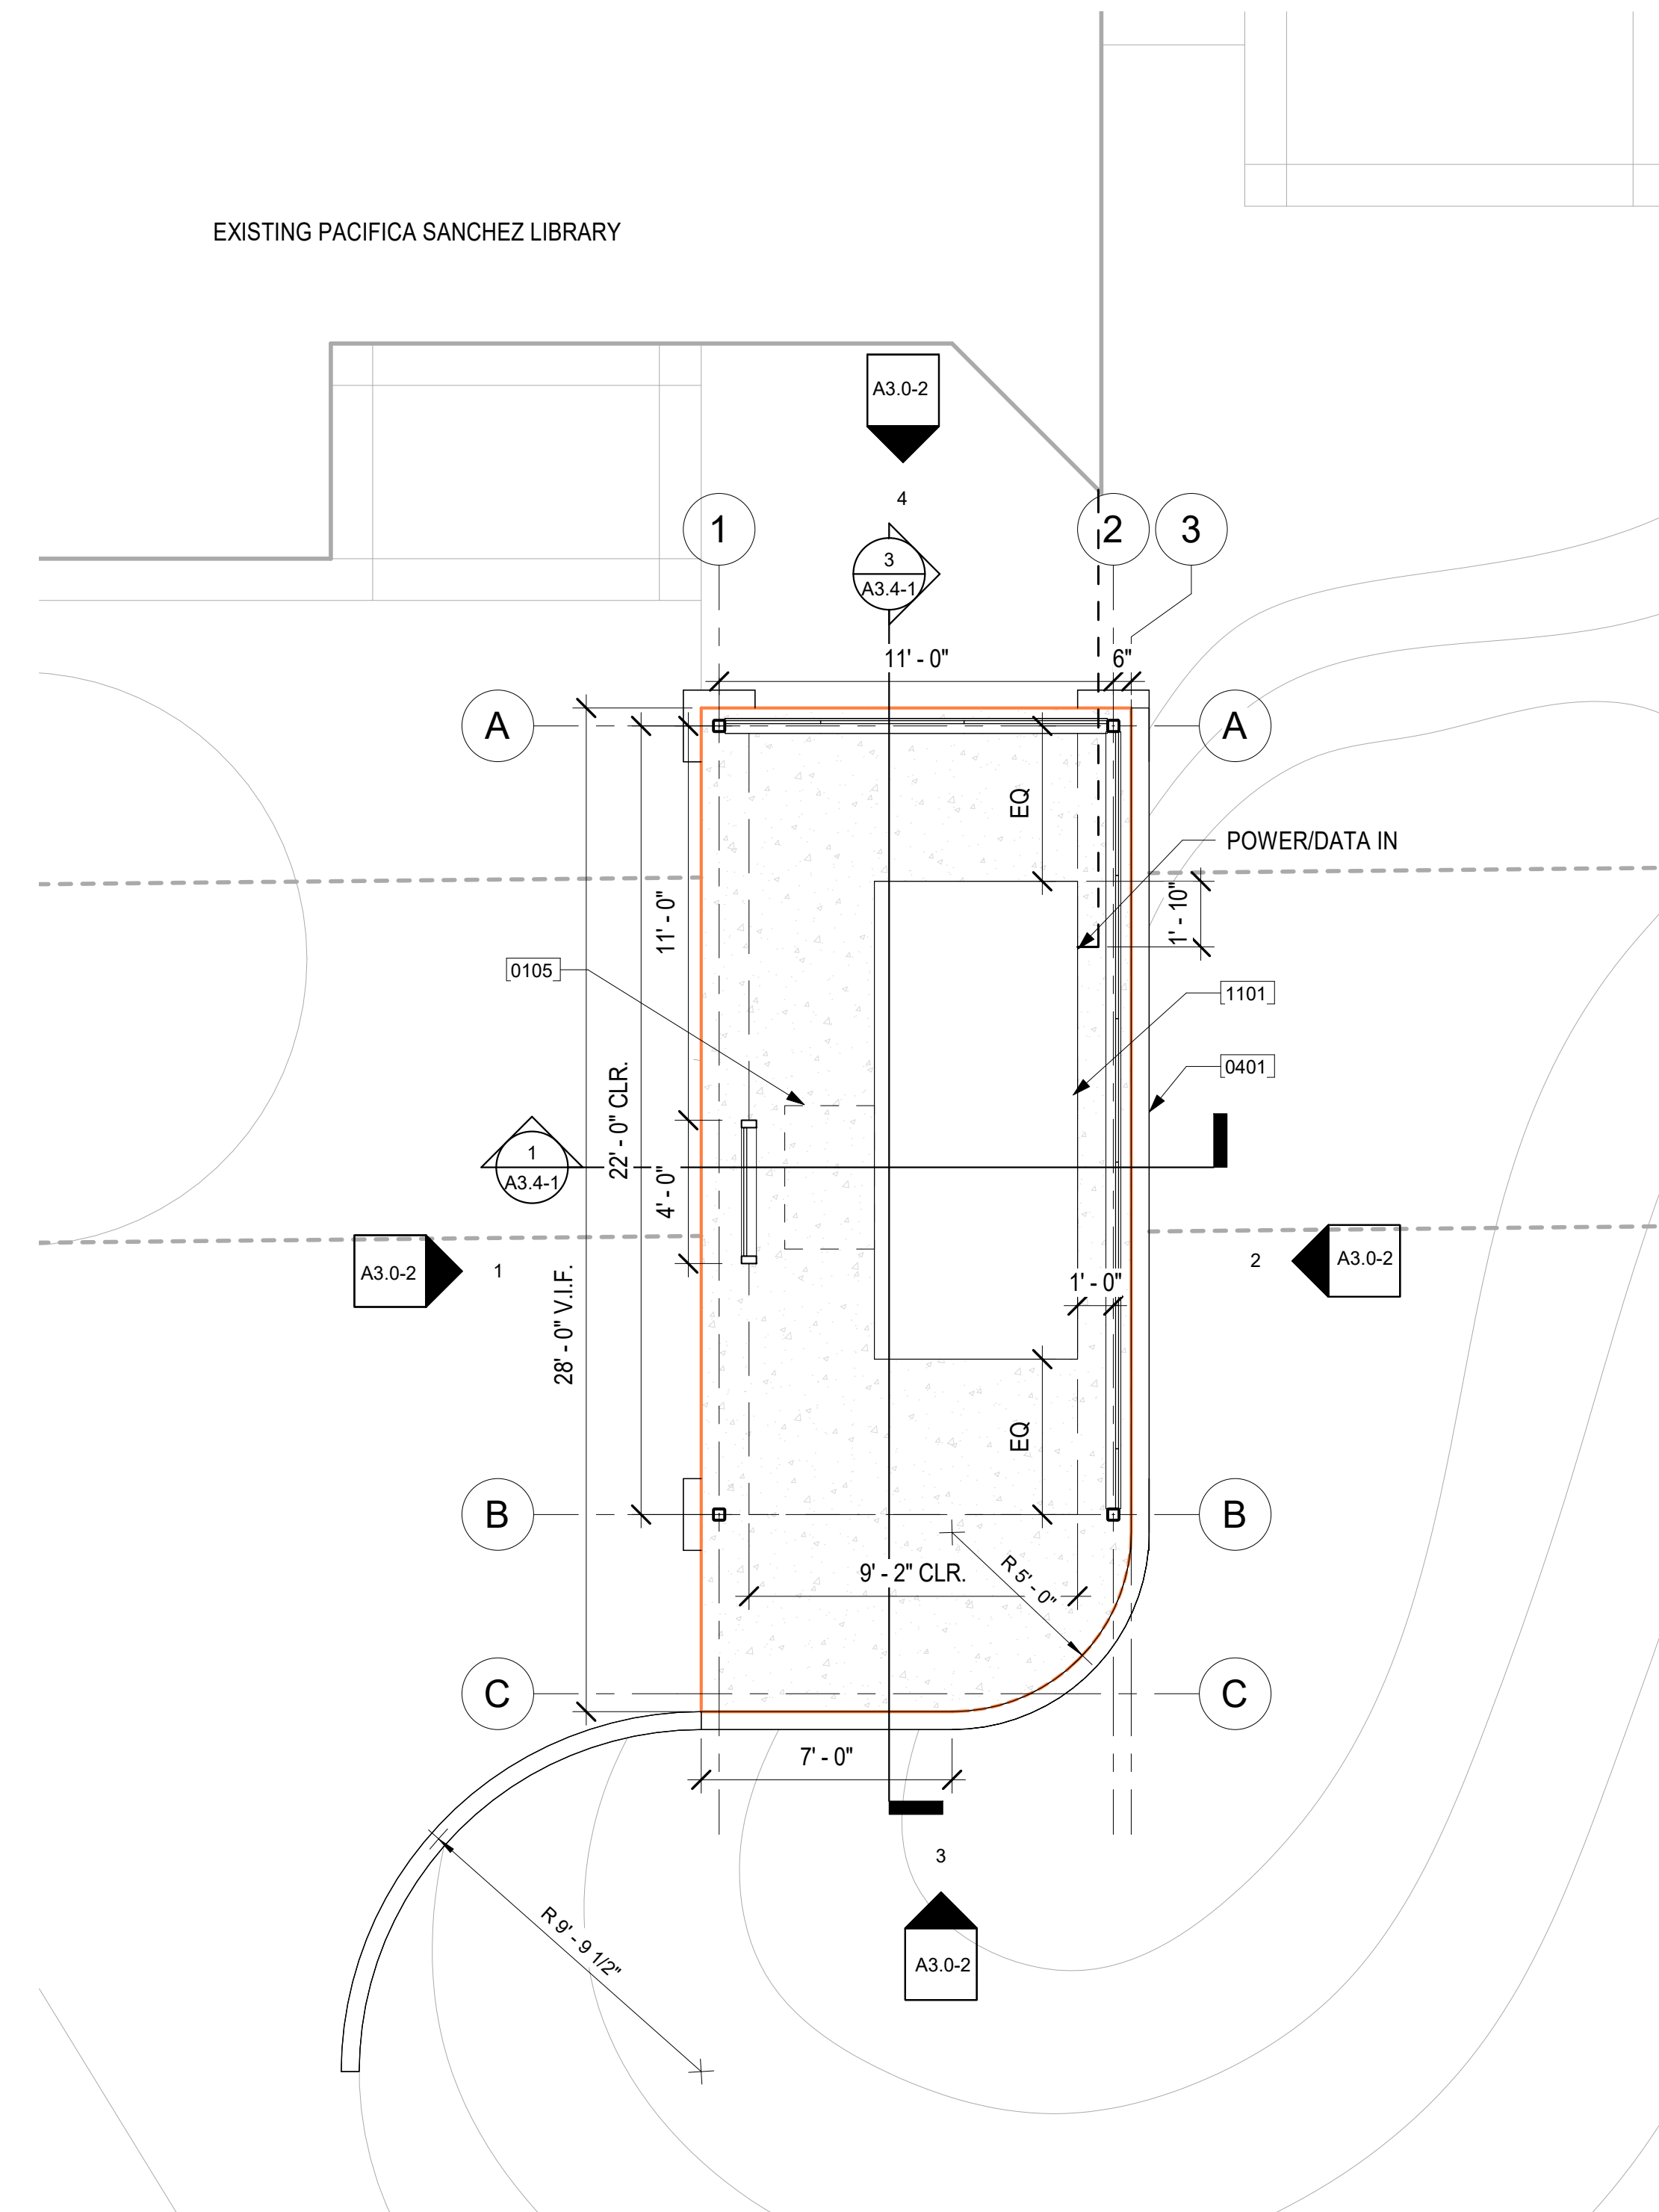 EXISTING PACIFICA SANCHEZ LIBRARY
A3.0-2
4
1
2
3
3
A3.4-1
11' - 0"
6"
A
A
EQ
POWER/DATA IN
11' - 0"
1' - 10"
[0105]
[1101]
[0401]
22' - 0" CLR.
1
A3.4-1
4' - 0"
A3.0-2
1
2
A3.0-2
1' - 0"
28' - 0" V.I.F.
EQ
B
B
9' - 2" CLR.
R 5' - 0"
C
C
7' - 0"
3
R 9' - 9 1/2"
A3.0-2